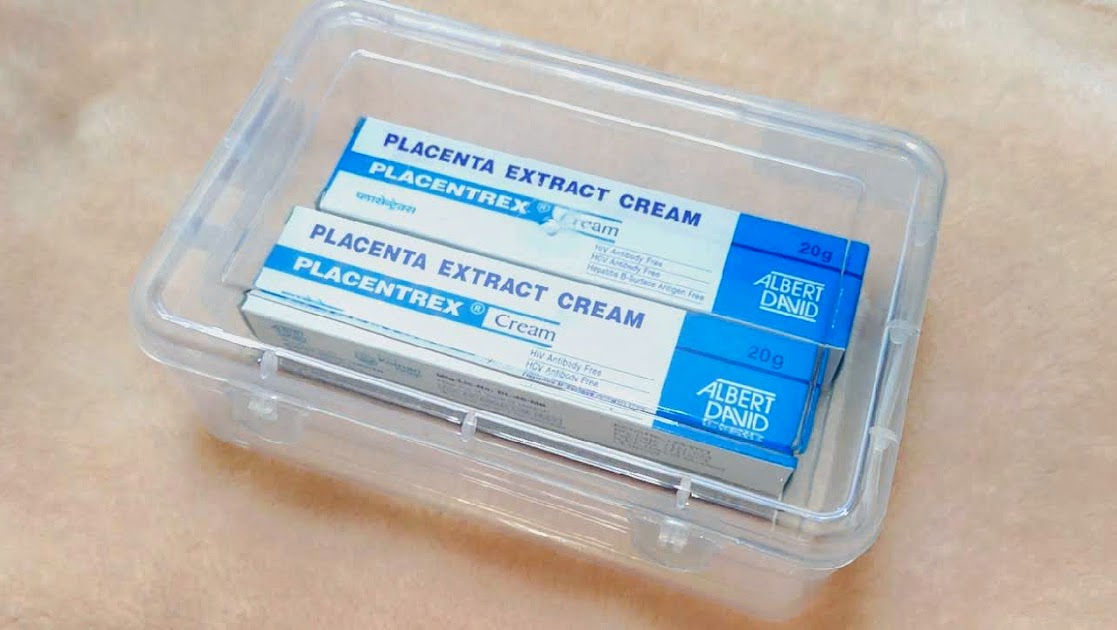 PLACENTA EXTRACT CREAM
PLACENTREX® Cream
प्लासेन्ट्रेक्स
HIV Antibody Free
HCV Antibody Free
Hepatitis B-Surface Antigen Free
20g
ALBERT
DAVID
PLACENTA EXTRACT CREAM
PLACENTREX® Cream
HIV Antibody Free
HCV Antibody Free
20g
ALBERT
DAVID